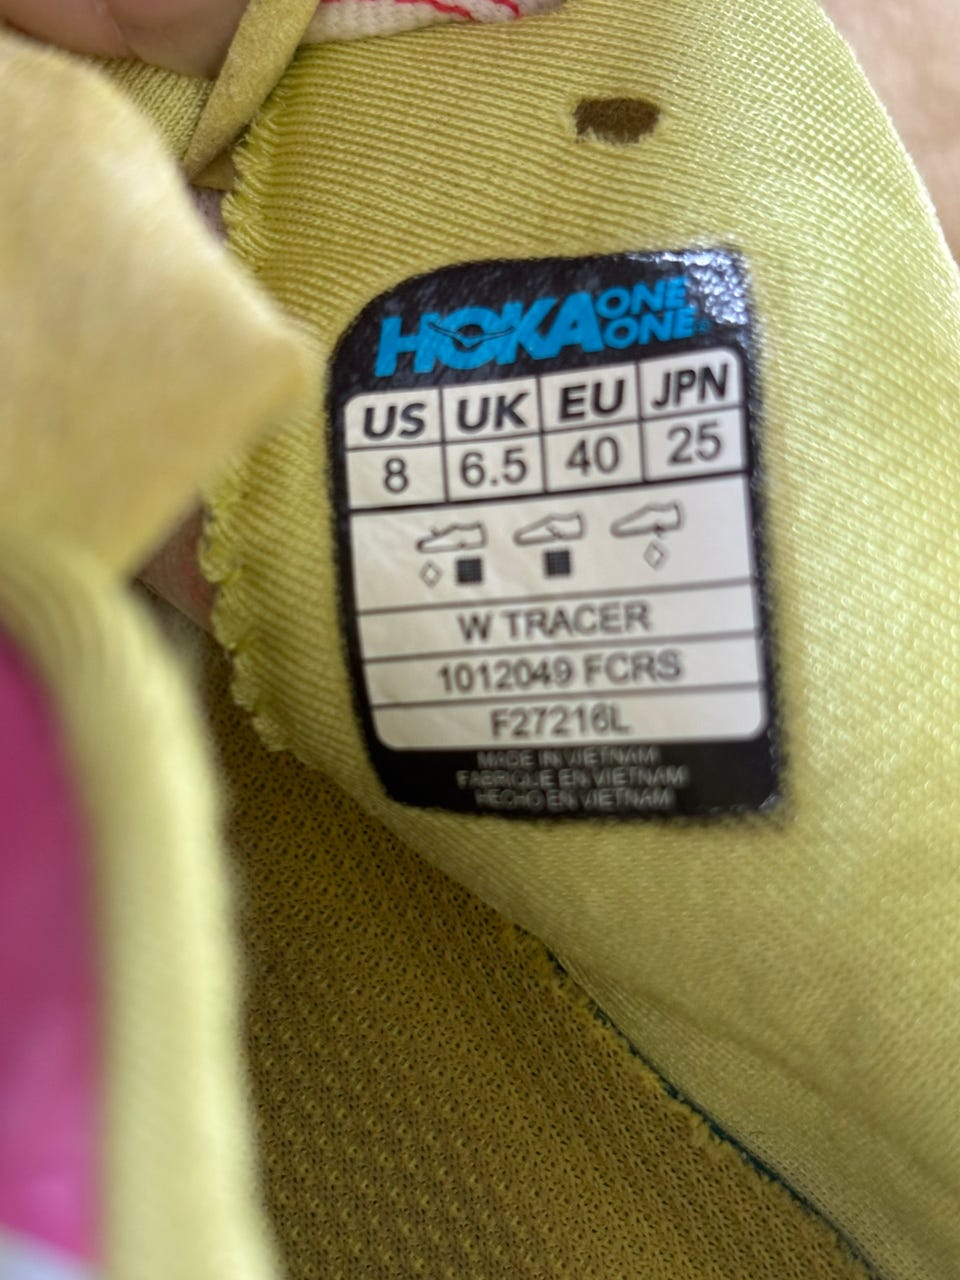 HOKA ONE ONE
US UK EU JPN
8 6.5 40 25
W TRACER
1012049 FCRS
F27216L
MADE IN VIETNAM
FABRIQUE EN VIETNAM
HECHO EN VIETNAM